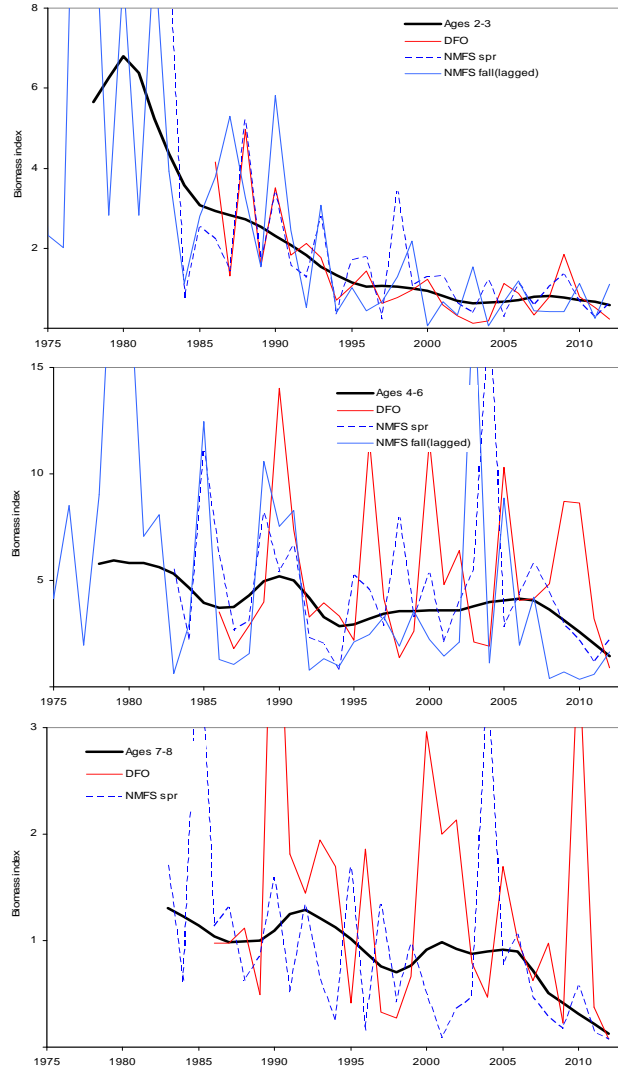 8
6
4
2
Biomass index
Ages 2-3
DFO
NMFS spr
NMFS fall(lagged)
1975 1980 1985 1990 1995 2000 2005 2010
15
10
5
Biomass index
Ages 4-6
DFO
NMFS spr
NMFS fall(lagged)
1975 1980 1985 1990 1995 2000 2005 2010
3
2
1
Biomass index
Ages 7-8
DFO
NMFS spr
1975 1980 1985 1990 1995 2000 2005 2010